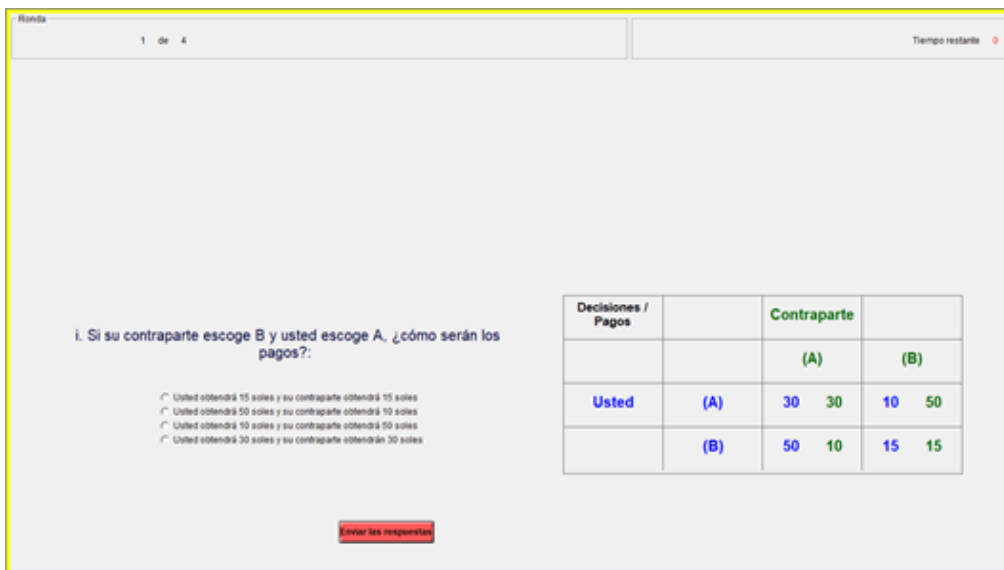 Ronda
1 de 4
Tiempo restante 0
i. Si su contraparte escoge B y usted escoge A, ¿cómo serán los
pagos?:
Usted obtendrá 15 soles y su contraparte obtendrá 15 soles
Usted obtendrá 50 soles y su contraparte obtendrá 10 soles
Usted obtendrá 10 soles y su contraparte obtendrá 50 soles
Usted obtendrá 30 soles y su contraparte obtendrán 30 soles
Enviar las respuestas
Decisiones /
Pagos
Contraparte
(A) (B)
Usted (A) 30 30 10 50
(B) 50 10 15 15